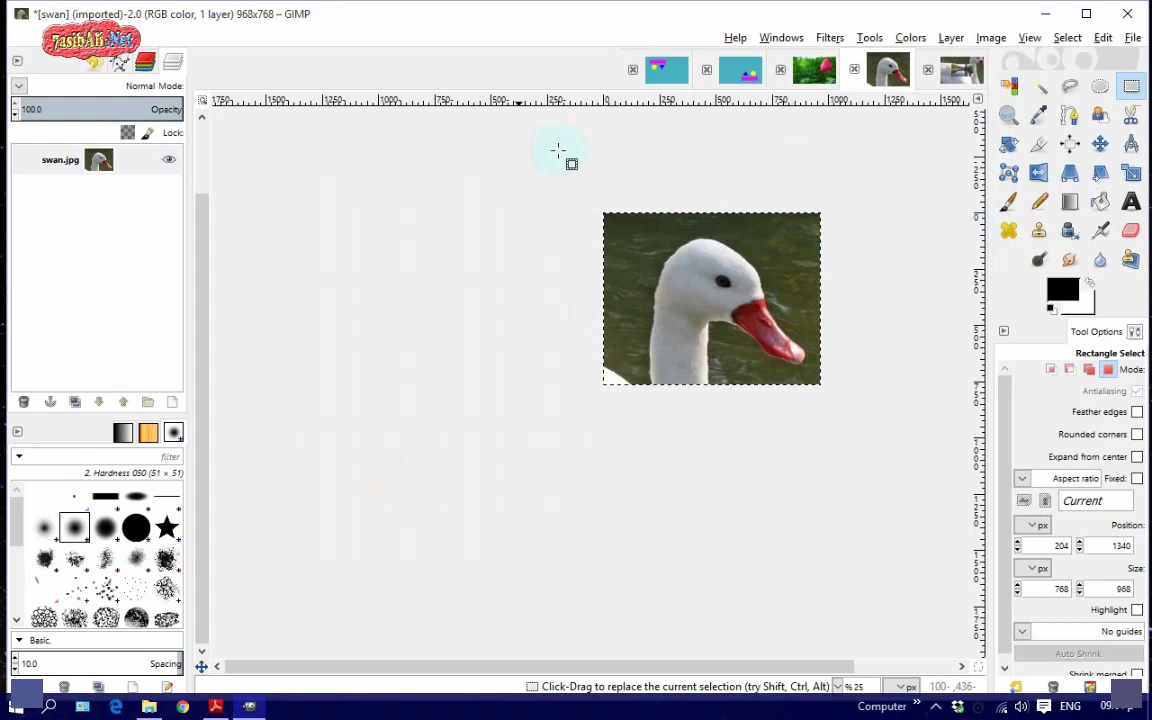 *[swan] (imported)-2.0 (RGB color, 1 layer) 968x768 – GIMP
7asibAli.Net
Help Windows Filters Tools Colors Layer Image View Select Edit File
Normal Mode:
100.0 Opacity
Lock:
swan.jpg
filter
2. Hardness 050 (51 × 51)
Basic.
10.0 Spacing
Tool Options
Rectangle Select
Mode:
Antialiasing
Feather edges
Rounded corners
Expand from center
Aspect ratio Fixed:
Current
px Position:
204 1340
px Size:
768 968
Highlight
No guides
Auto Shrink
Shrink merged
Click-Drag to replace the current selection (try Shift, Ctrl, Alt) %25 px 100- ,436-
Computer » ENG